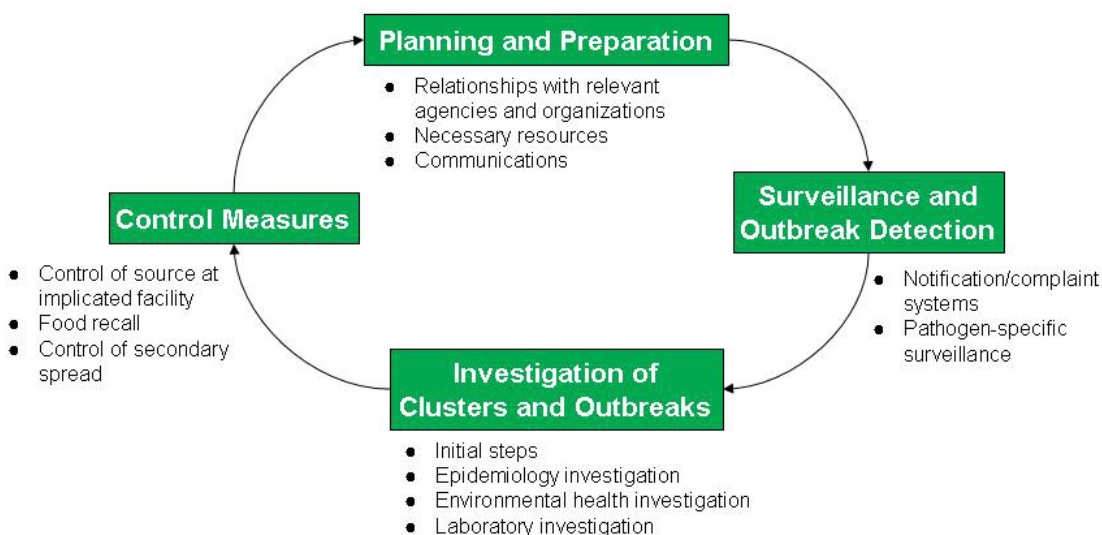 Planning and Preparation
● Relationships with relevant
agencies and organizations
● Necessary resources
● Communications
Surveillance and
Outbreak Detection
● Notification/complaint
systems
● Pathogen-specific
surveillance
Investigation of
Clusters and Outbreaks
● Initial steps
● Epidemiology investigation
● Environmental health investigation
● Laboratory investigation
Control Measures
● Control of source at
implicated facility
● Food recall
● Control of secondary
spread